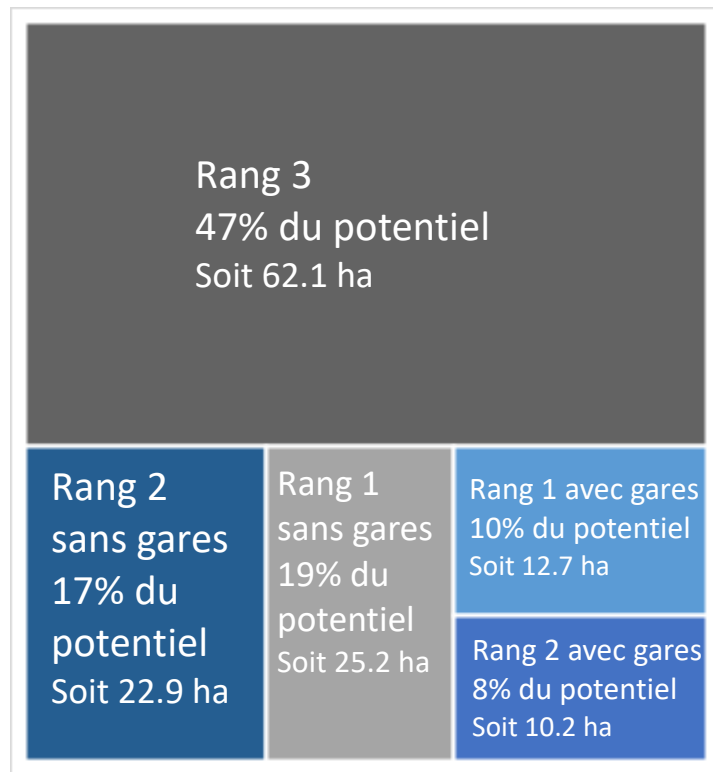 Rang 3
47% du potentiel
Soit 62.1 ha
Rang 2
sans gares
17% du
potentiel
Soit 22.9 ha
Rang 1
sans gares
19% du
potentiel
Soit 25.2 ha
Rang 1 avec gares
10% du potentiel
Soit 12.7 ha
Rang 2 avec gares
8% du potentiel
Soit 10.2 ha